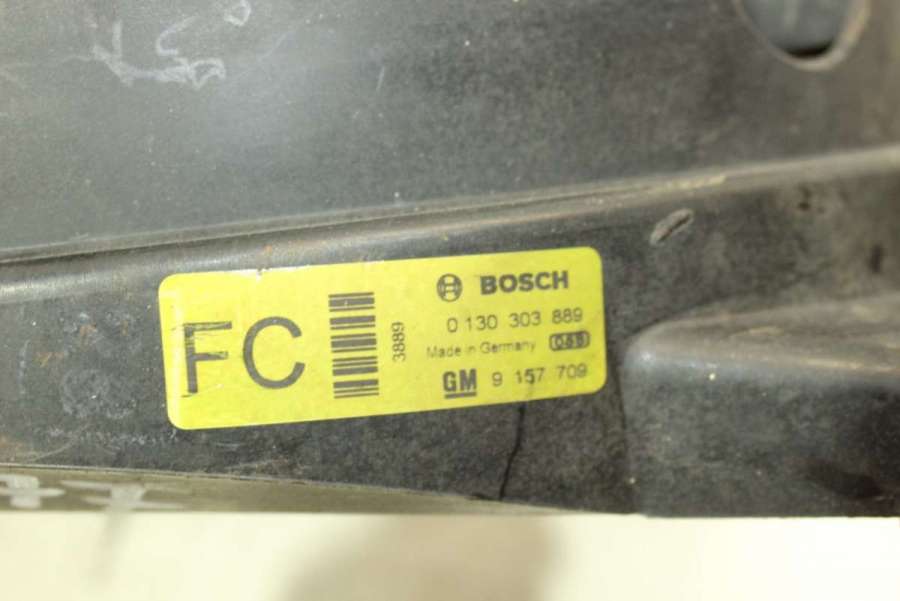 FC
3889
BOSCH
0 130 303 889
Made in Germany
GM 9 157 709